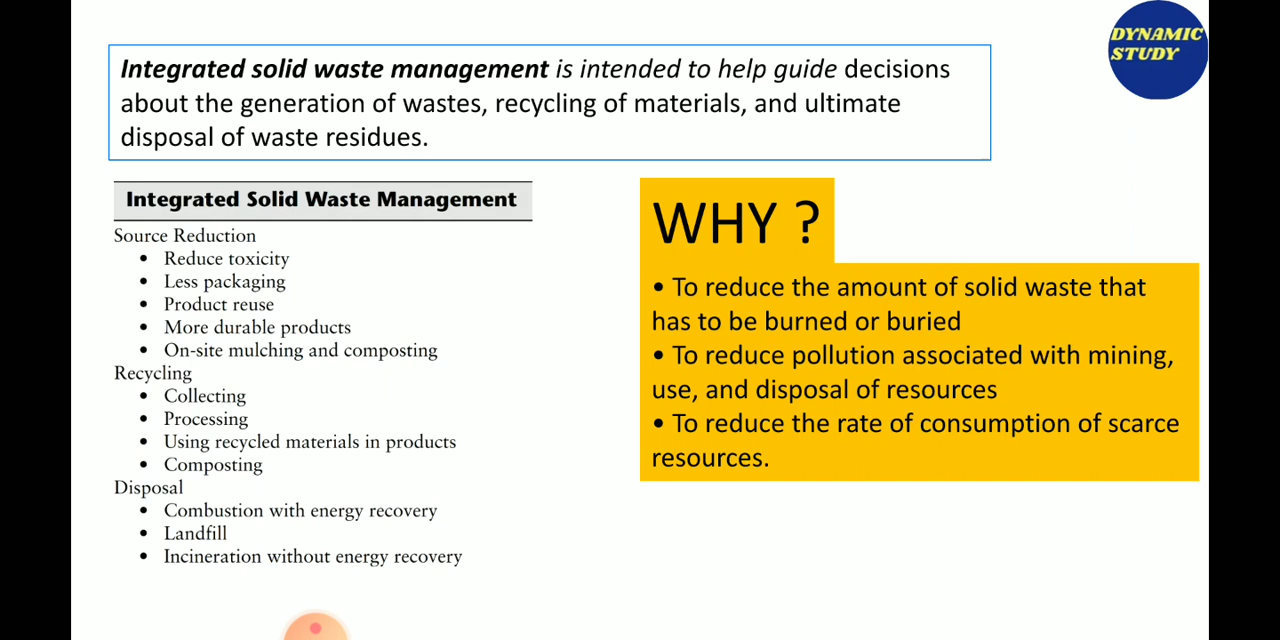 DYNAMIC
STUDY
Integrated solid waste management is intended to help guide decisions
about the generation of wastes, recycling of materials, and ultimate
disposal of waste residues.
Integrated Solid Waste Management
Source Reduction
• Reduce toxicity
• Less packaging
• Product reuse
• More durable products
• On-site mulching and composting
Recycling
• Collecting
• Processing
• Using recycled materials in products
• Composting
Disposal
• Combustion with energy recovery
• Landfill
• Incineration without energy recovery
WHY ?
• To reduce the amount of solid waste that
has to be burned or buried
• To reduce pollution associated with mining,
use, and disposal of resources
• To reduce the rate of consumption of scarce
resources.